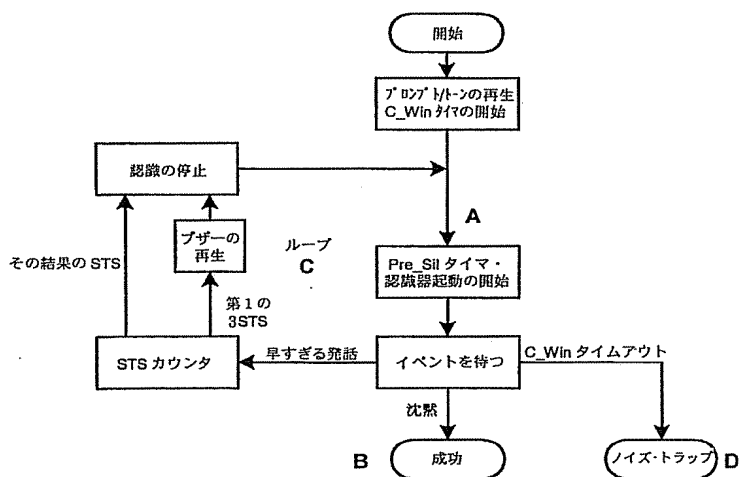 開始
プロンプト/トーンの再生
C_Win タイマの開始
認識の停止
A
ブザーの
再生
ループ
C
その結果の STS
Pre_Sil タイマ・
認識器起動の開始
第１の
3STS
STS カウンタ
早すぎる発話
イベントを待つ
C_Win タイムアウト
沈黙
B
成功
ノイズ・トラップ
D